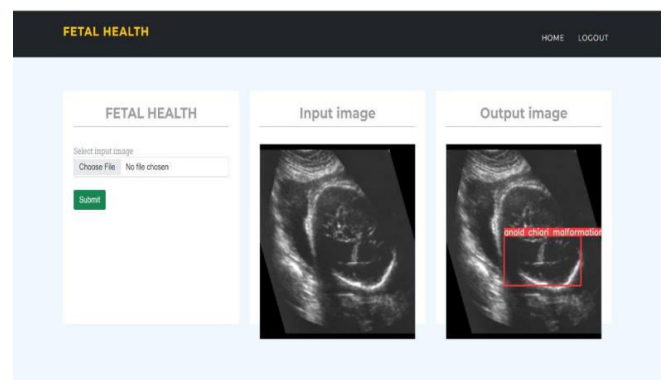 FETAL HEALTH
HOME LOGOUT
FETAL HEALTH
Select input image
Choose File No file chosen
Submit
Input image
Output image
anold chiari malformation